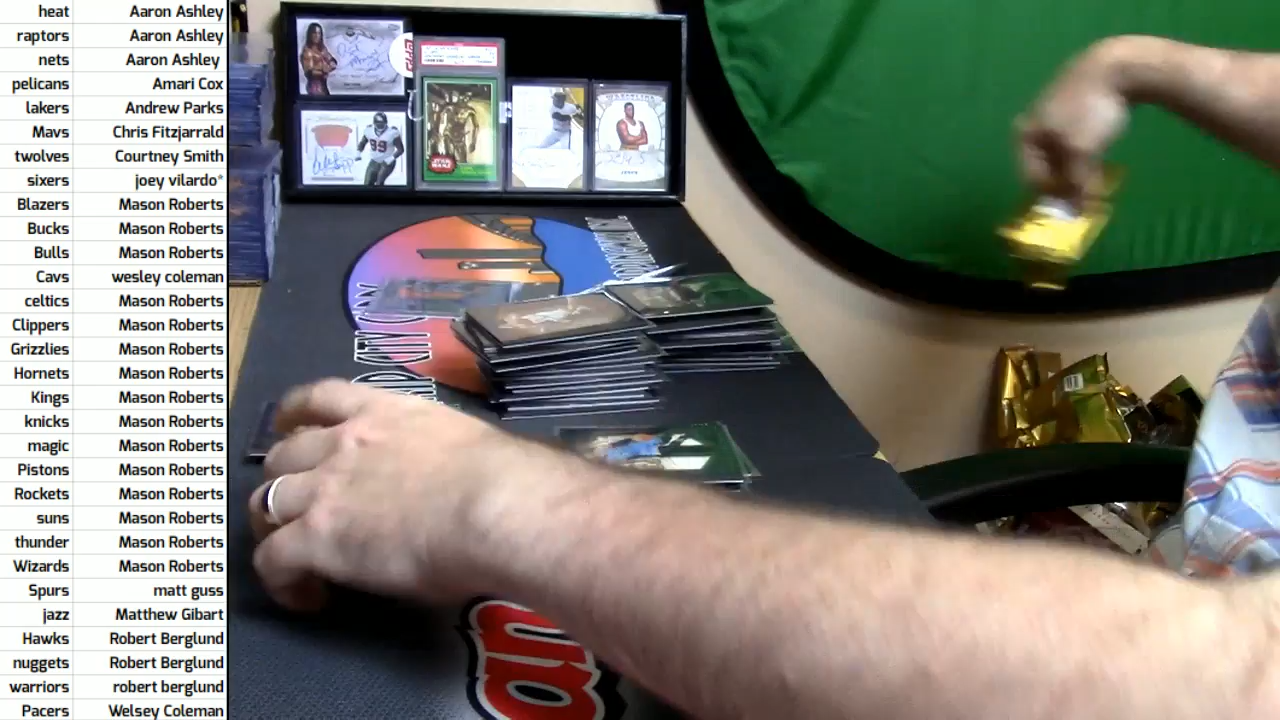 heat Aaron Ashley
raptors Aaron Ashley
nets Aaron Ashley
pelicans Amari Cox
lakers Andrew Parks
Mavs Chris Fitzjarrald
twolves Courtney Smith
sixers joey vilardo*
Blazers Mason Roberts
Bucks Mason Roberts
Bulls Mason Roberts
Cavs wesley coleman
celtics Mason Roberts
Clippers Mason Roberts
Grizzlies Mason Roberts
Hornets Mason Roberts
Kings Mason Roberts
knicks Mason Roberts
magic Mason Roberts
Pistons Mason Roberts
Rockets Mason Roberts
suns Mason Roberts
thunder Mason Roberts
Wizards Mason Roberts
Spurs matt guss
jazz Matthew Gibart
Hawks Robert Berglund
nuggets Robert Berglund
warriors robert berglund
Pacers Welsey Coleman
STAR WARS